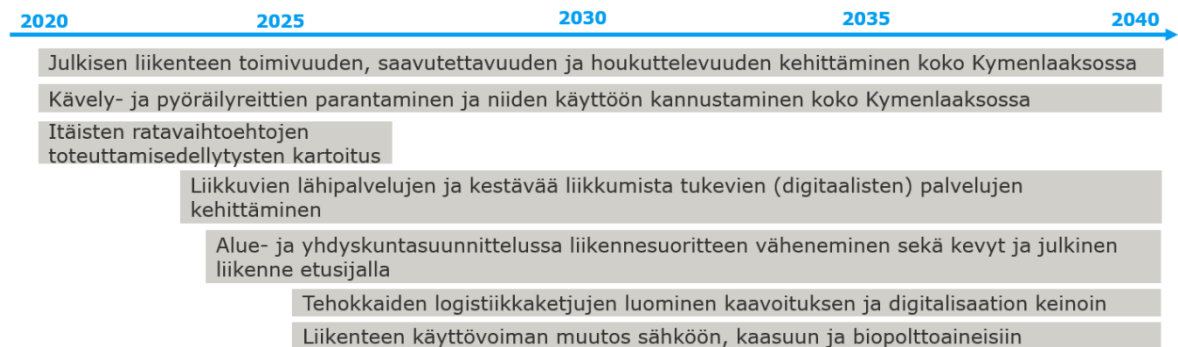 2020 2025 2030 2035 2040
Julkisen liikenteen toimivuuden, saavutettavuuden ja houkuttelevuuden kehittäminen koko Kymenlaaksossa
Kävely- ja pyöräilyreittien parantaminen ja niiden käyttöön kannustaminen koko Kymenlaaksossa
Itäisten ratavaihtoehtojen
toteuttamisedellytysten kartoitus
Liikkuvien lähipalvelujen ja kestävää liikkumista tukevien (digitaalisten) palvelujen
kehittäminen
Alue- ja yhdyskuntasuunnittelussa liikennesuoritteen väheneminen sekä kevyt ja julkinen
liikenne etusijalla
Tehokkaiden logistiikkaketjujen luominen kaavoituksen ja digitalisaation keinoin
Liikenteen käyttövoiman muutos sähköön, kaasuun ja biopolttoaineisiin